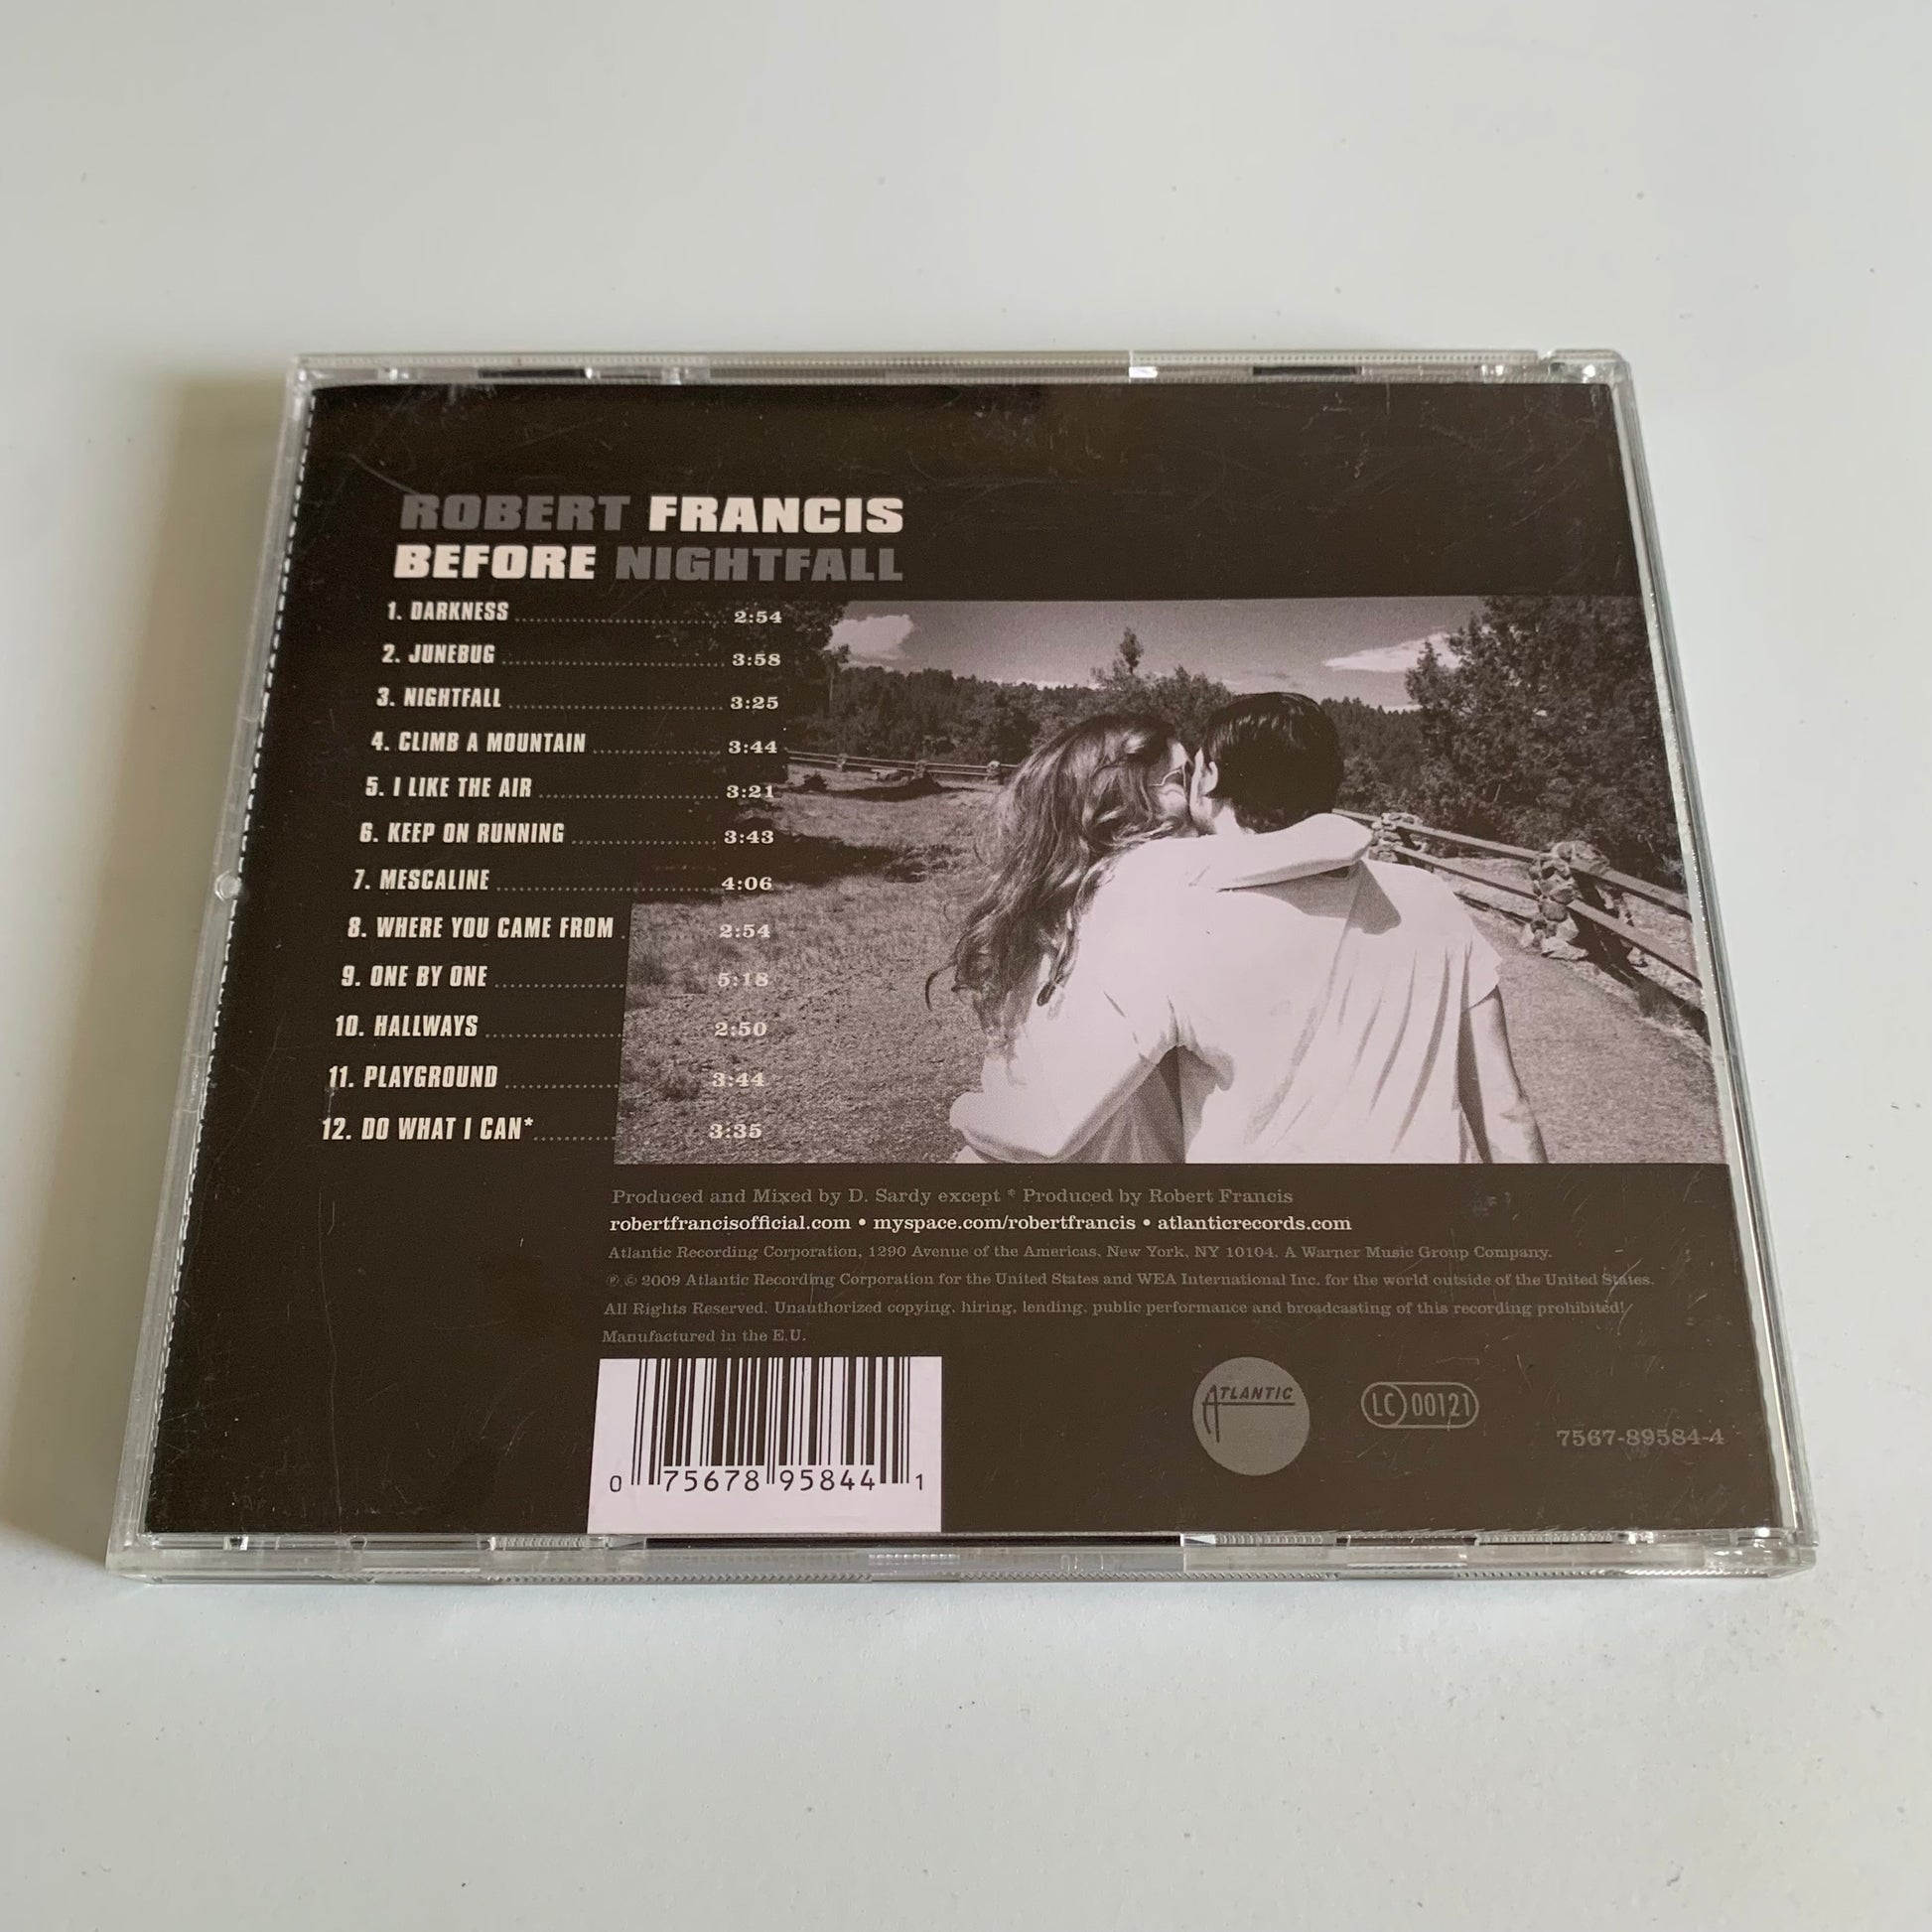 ROBERT FRANCIS
BEFORE NIGHTFALL
1. DARKNESS 2:54
2. JUNEBUG 3:58
3. NIGHTFALL 3:25
4. CLIMB A MOUNTAIN 3:44
5. I LIKE THE AIR 3:21
6. KEEP ON RUNNING 3:43
7. MESCALINE 4:06
8. WHERE YOU CAME FROM 2:54
9. ONE BY ONE 5:18
10. HALLWAYS 2:50
11. PLAYGROUND 3:44
12. DO WHAT I CAN* 3:35
Produced and Mixed by D. Sardy except * Produced by Robert Francis
robertfrancisofficial.com • myspace.com/robertfrancis • atlanticrecords.com
Atlantic Recording Corporation, 1290 Avenue of the Americas, New York, NY 10104. A Warner Music Group Company.
℗ © 2009 Atlantic Recording Corporation for the United States and WEA International Inc. for the world outside of the United States.
All Rights Reserved. Unauthorized copying, hiring, lending, public performance and broadcasting of this recording prohibited!
Manufactured in the E.U.
ATLANTIC
LC 00121
7567-89584-4
0 75678 95844 1